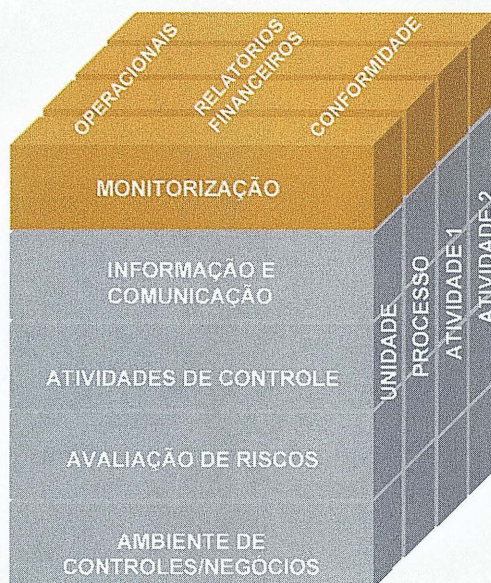 OPERACIONAIS
RELATÓRIOS
FINANCEIROS
CONFORMIDADE
MONITORIZAÇÃO
INFORMAÇÃO E
COMUNICAÇÃO
ATIVIDADES DE CONTROLE
AVALIAÇÃO DE RISCOS
AMBIENTE DE
CONTROLES/NEGÓCIOS
UNIDADE
PROCESSO
ATIVIDADE 1
ATIVIDADE 2